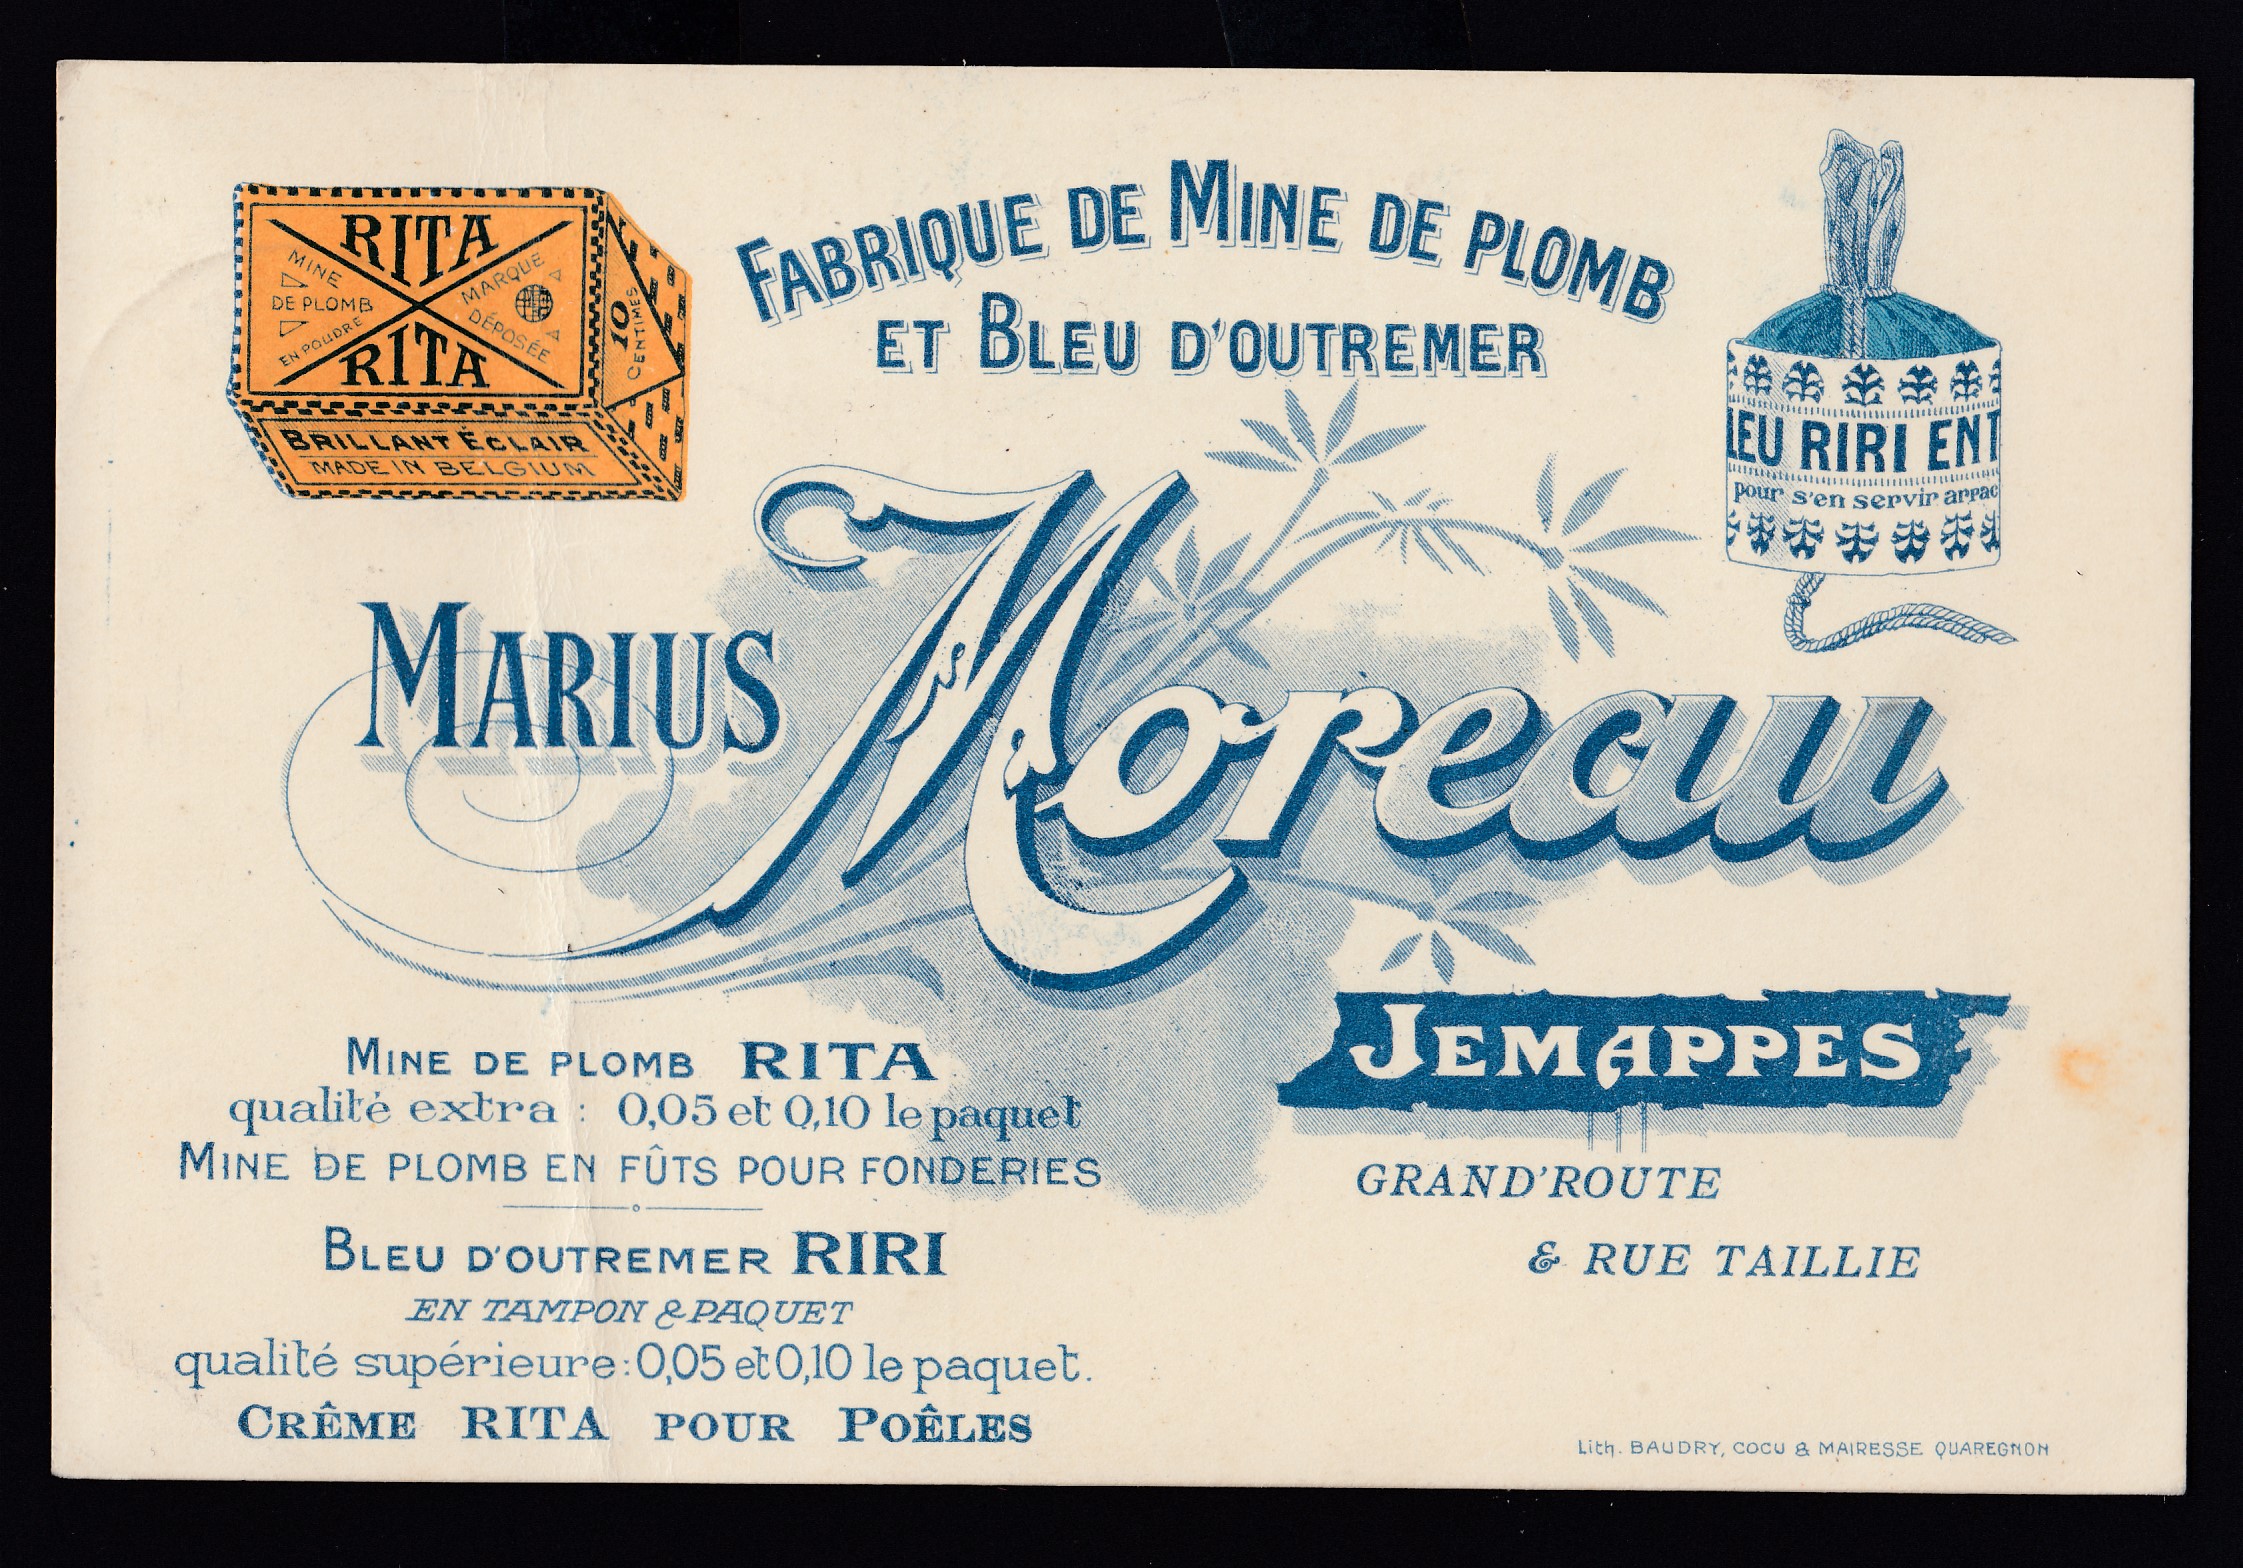 RITA
MINE
DE PLOMB
EN POUDRE
MARQUE
DÉPOSÉE
RITA
10
CENTIMES
BRILLANT ÉCLAIR
MADE IN BELGIUM
FABRIQUE DE MINE DE PLOMB
ET BLEU D'OUTREMER
LEU RIRI ENT
pour s'en servir arrac
MARIUS Moreau
JEMAPPES
GRAND'ROUTE
& RUE TAILLIE
MINE DE PLOMB RITA
qualité extra : 0,05 et 0,10 le paquet
MINE DE PLOMB EN FÛTS POUR FONDERIES
BLEU D'OUTREMER RIRI
EN TAMPON & PAQUET
qualité supérieure : 0,05 et 0,10 le paquet.
CRÊME RITA POUR POÊLES
Lith. BAUDRY, COCU & MAIRESSE QUAREGNON